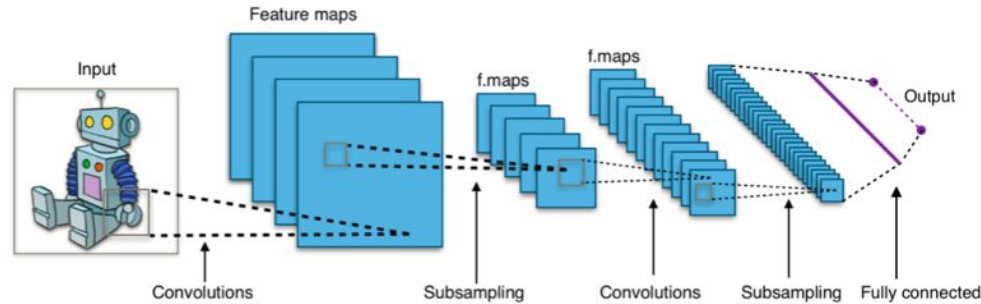 Feature maps
Input
f.maps
f.maps
Output
Convolutions
Subsampling
Convolutions
Subsampling
Fully connected